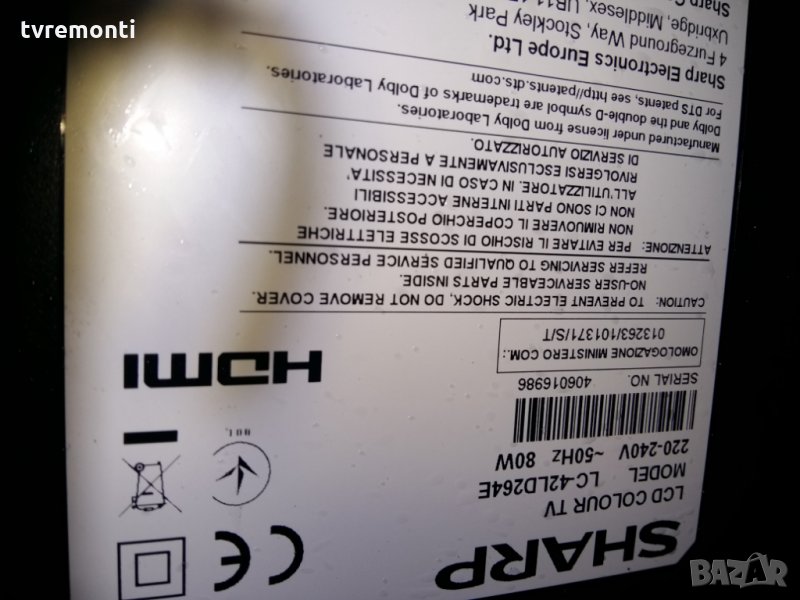 tvremonti
SHARP
LCD COLOUR TV
MODEL LC-42LD264E
220-240V ~50Hz 80W
SERIAL NO. 406016986
OMOLOGAZIONE MINISTERO COM.:
013263/101371/S/T
HDMI
CAUTION: TO PREVENT ELECTRIC SHOCK, DO NOT REMOVE COVER.
NO-USER SERVICEABLE PARTS INSIDE.
REFER SERVICING TO QUALIFIED SERVICE PERSONNEL.
ATTENZIONE: PER EVITARE IL RISCHIO DI SCOSSE ELETTRICHE
NON RIMUOVERE IL COPERCHIO POSTERIORE.
NON CI SONO PARTI INTERNE ACCESSIBILI
ALL'UTILIZZATORE. IN CASO DI NECESSITA'
RIVOLGERSI ESCLUSIVAMENTE A PERSONALE
DI SERVIZIO AUTORIZZATO.
Manufactured under license from Dolby Laboratories.
Dolby and the double-D symbol are trademarks of Dolby Laboratories.
For DTS patents, see http//patents.dts.com
Sharp Electronics Europe Ltd.
4 Furzeground Way, Stockley Park
Uxbridge, Middlesex, UB11
Sharp
BAZAR